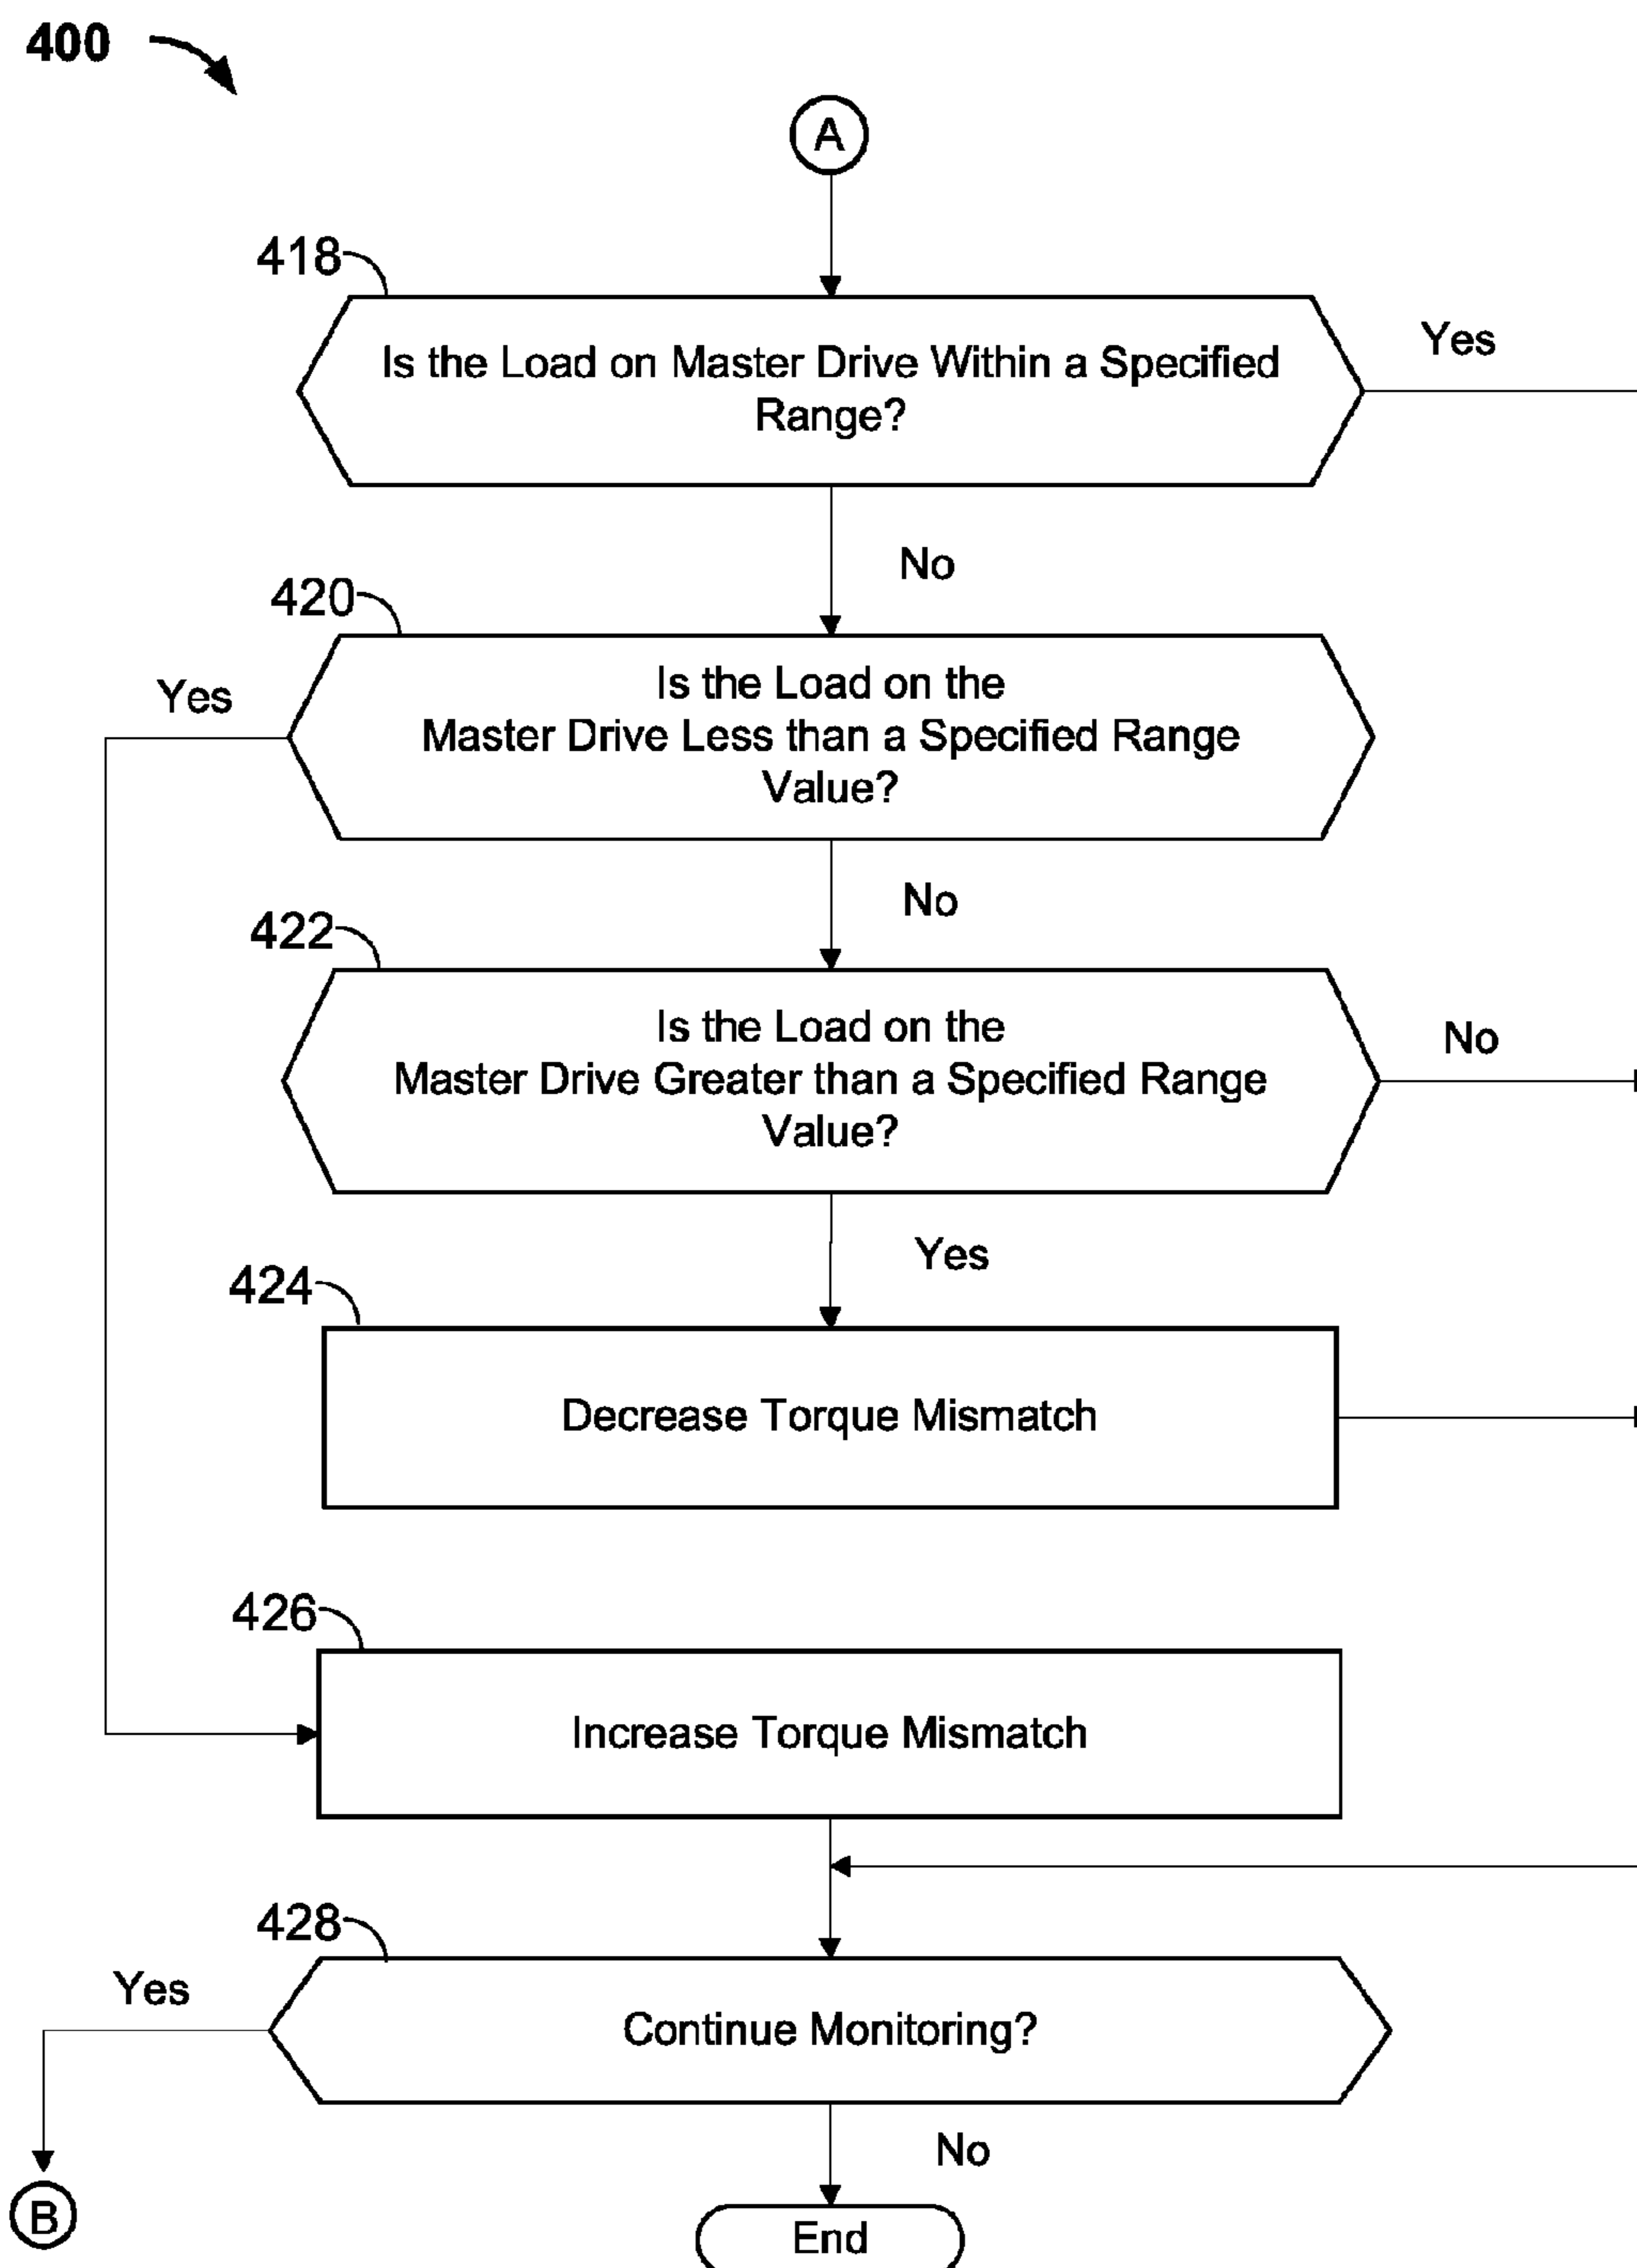 400
A
418
Is the Load on Master Drive Within a Specified
Range?
Yes
No
420
Is the Load on the
Master Drive Less than a Specified Range
Value?
Yes
No
422
Is the Load on the
Master Drive Greater than a Specified Range
Value?
No
Yes
424
Decrease Torque Mismatch
426
Increase Torque Mismatch
428
Continue Monitoring?
Yes
No
B
End